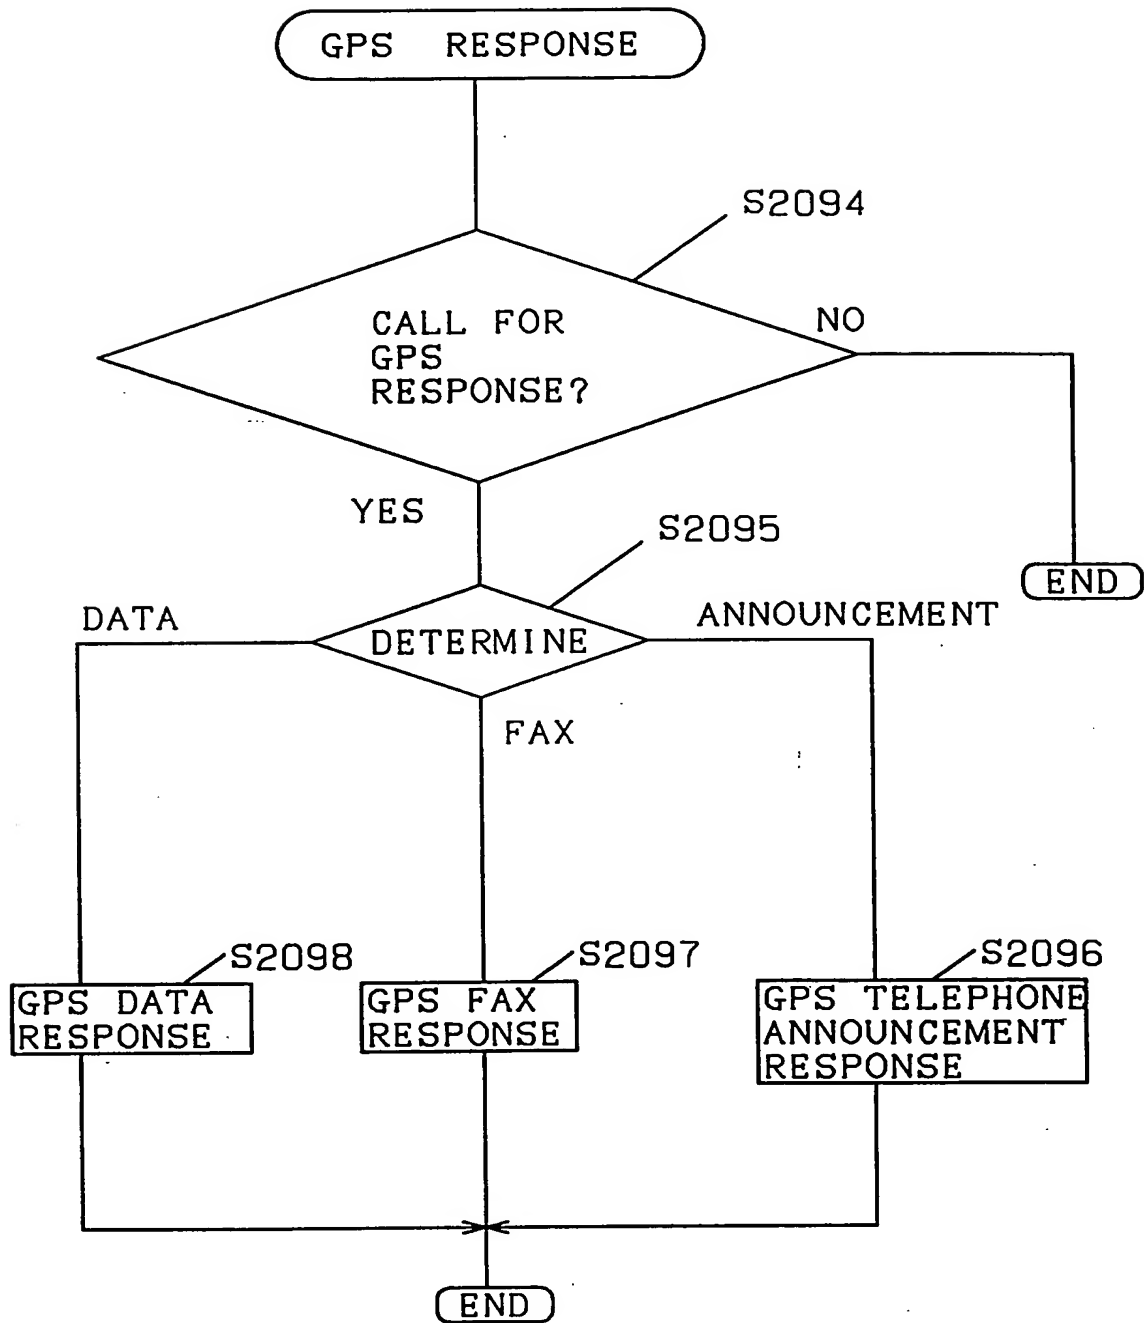 GPS RESPONSE
S2094
CALL FOR
GPS
RESPONSE?
NO
YES
S2095
END
DATA
DETERMINE
ANNOUNCEMENT
FAX
S2098
S2097
S2096
GPS DATA
RESPONSE
GPS FAX
RESPONSE
GPS TELEPHONE
ANNOUNCEMENT
RESPONSE
END